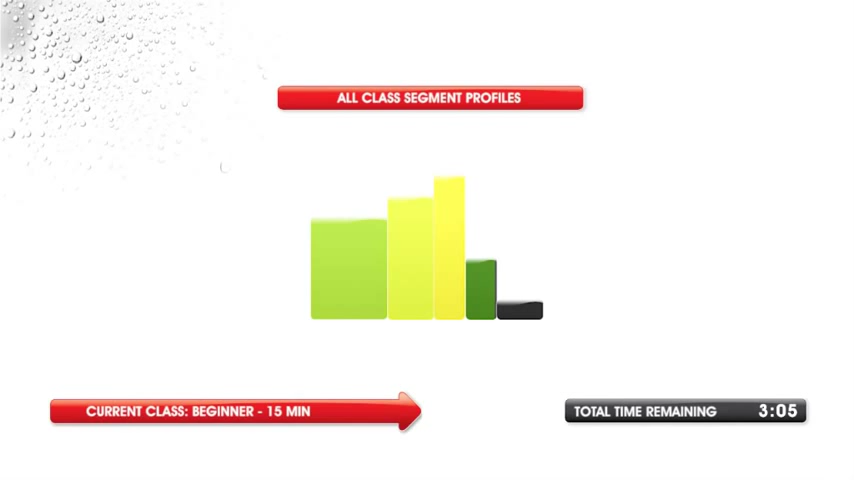 ALL CLASS SEGMENT PROFILES
CURRENT CLASS: BEGINNER - 15 MIN
TOTAL TIME REMAINING 3:05